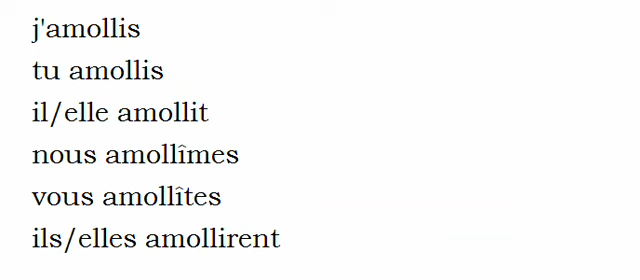 j'amollis
tu amollis
il/elle amollit
nous amollîmes
vous amollîtes
ils/elles amollirent